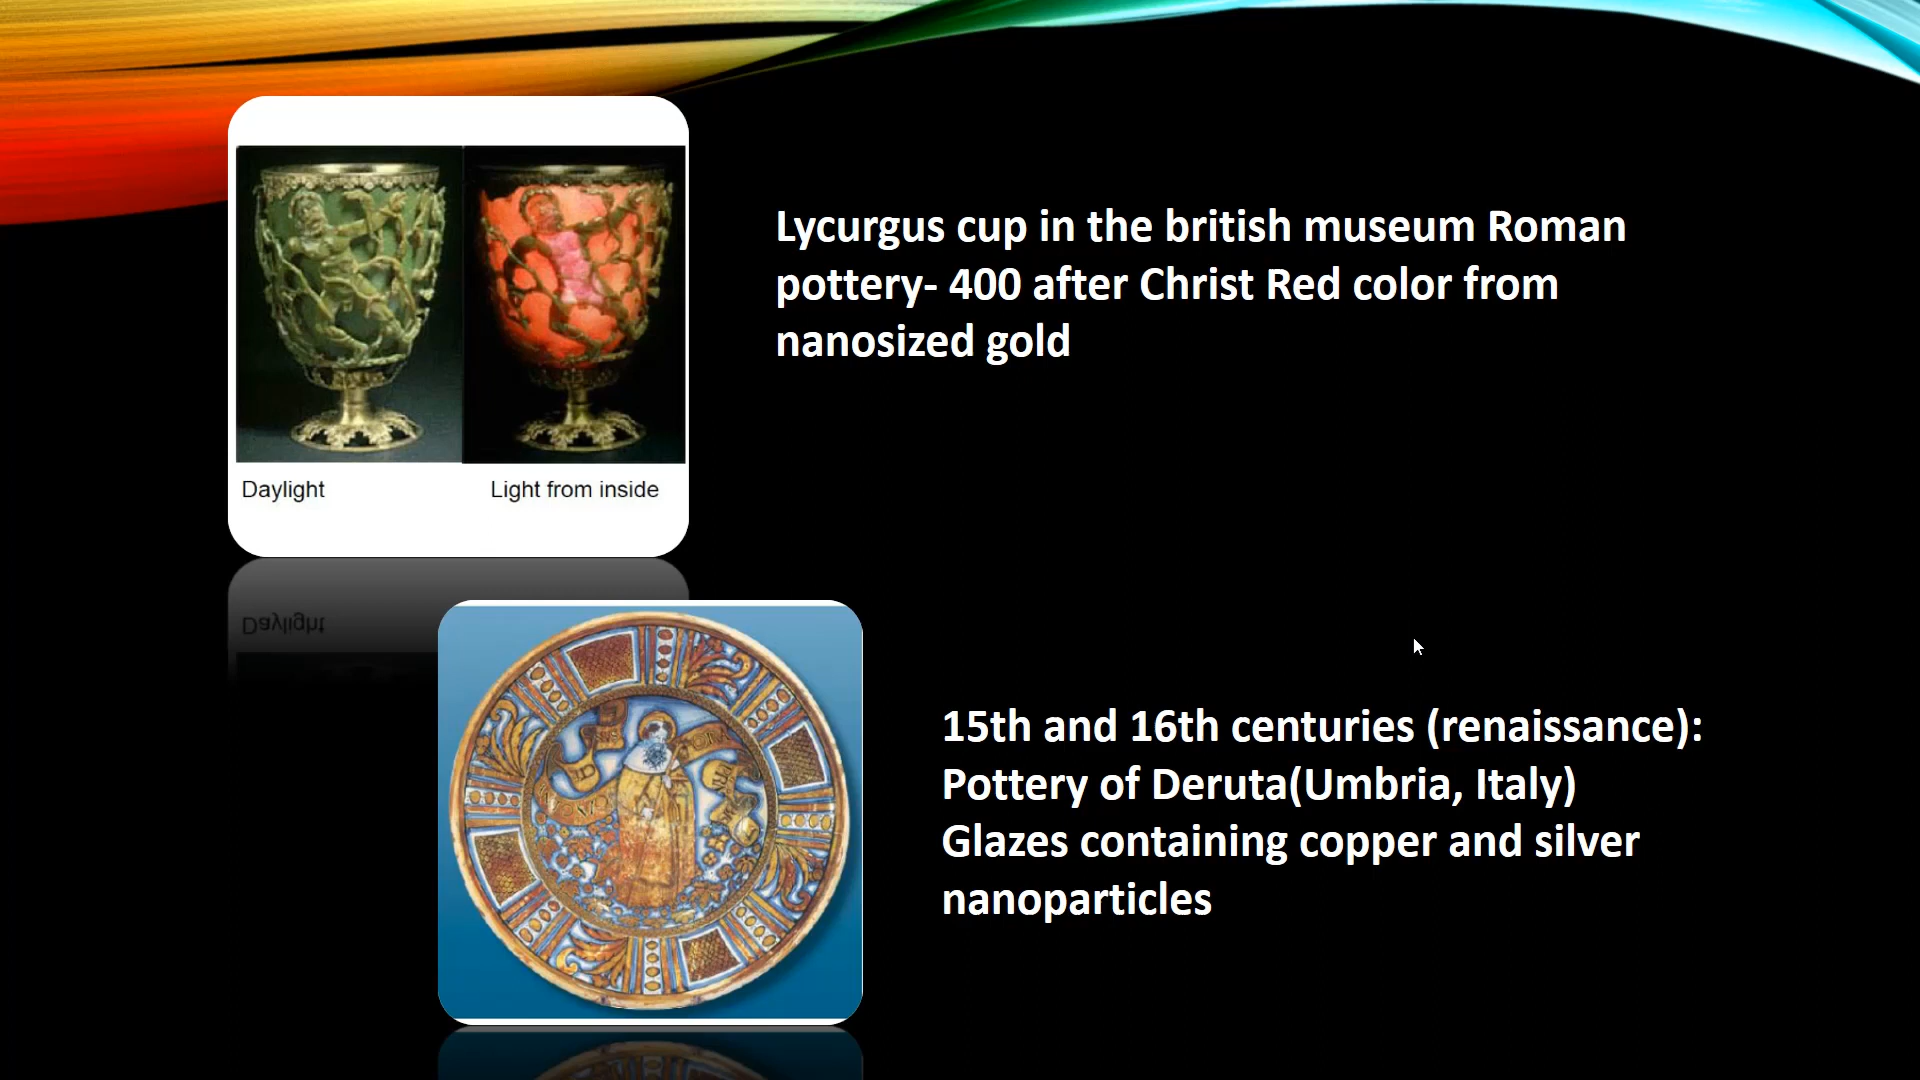 Lycurgus cup in the british museum Roman
pottery- 400 after Christ Red color from
nanosized gold
Daylight
Light from inside
Daylight
15th and 16th centuries (renaissance):
Pottery of Deruta(Umbria, Italy)
Glazes containing copper and silver
nanoparticles